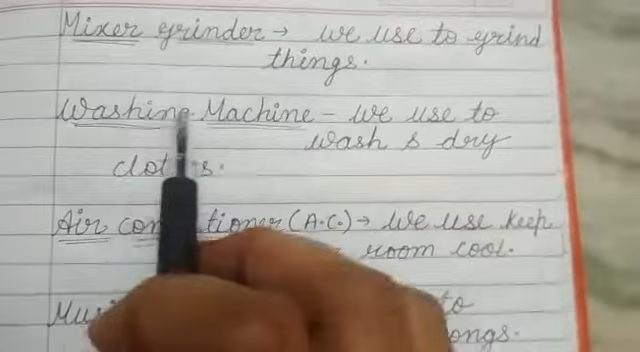 Mixer grinder → we use to grind
things.
Washing Machine - we use to
wash & dry
Air (A.C.) → we use keep
room cool.
to